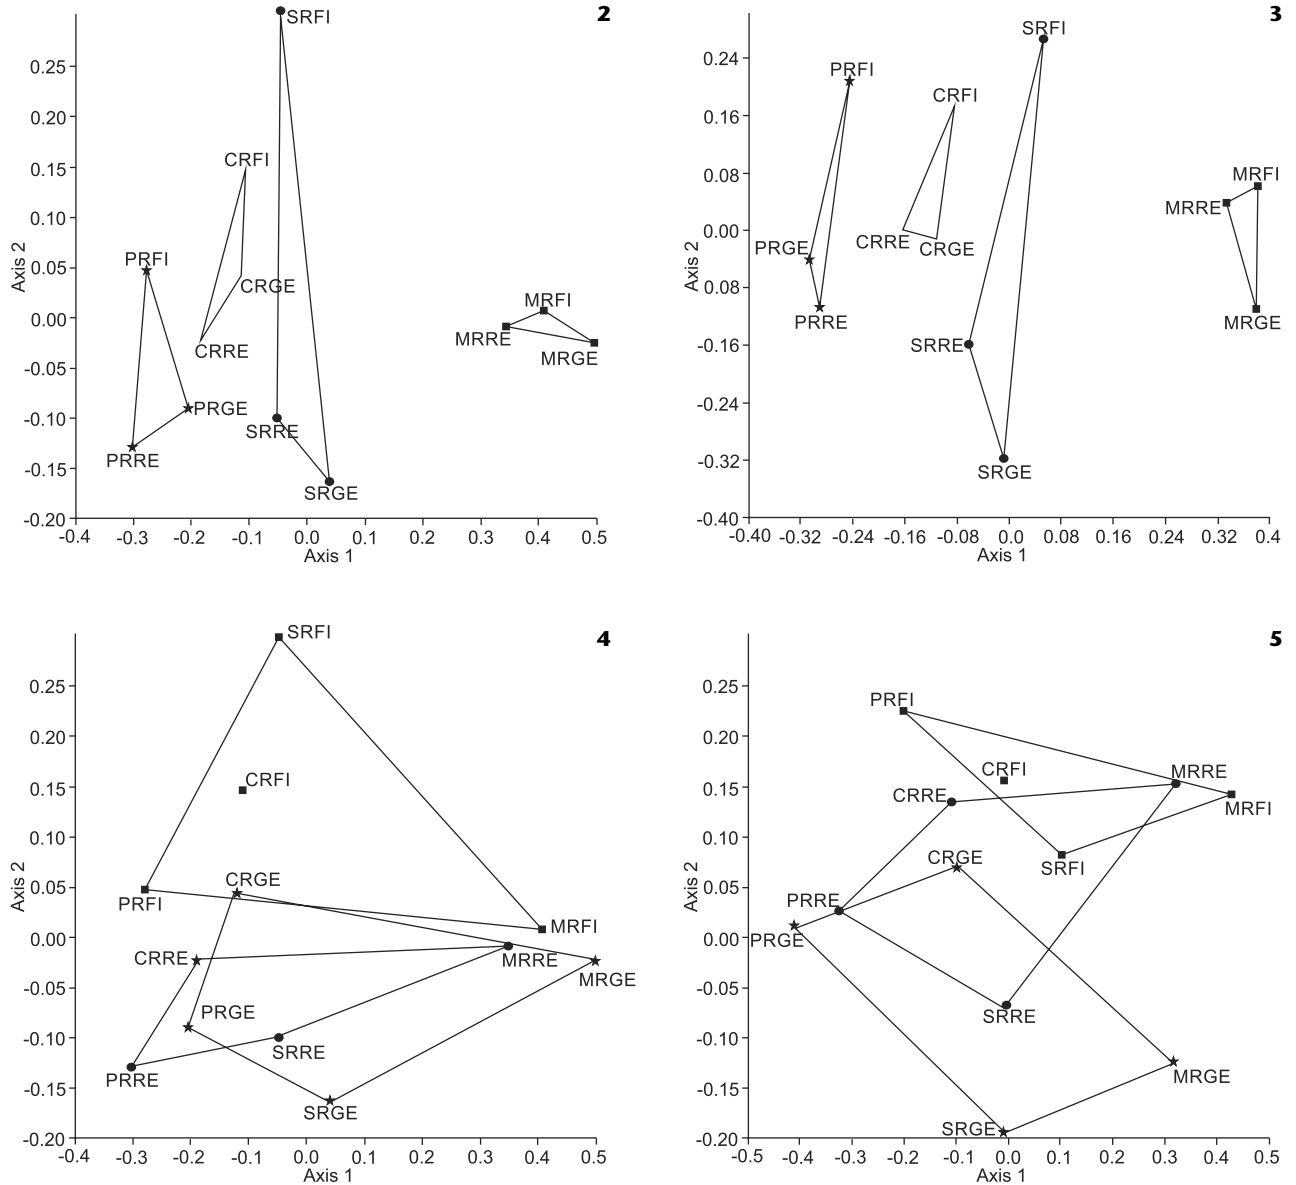 2
SRFI
0.25
0.20
0.15
0.10
0.05
0.00
-0.05
-0.10
-0.15
-0.20
Axis 2
CRFI
PRFI
CRGE
MRFI
MRRE
CRRE
MRGE
PRGE
SRRE
PRRE
SRGE
-0.4 -0.3 -0.2 -0.1 0.0 0.1 0.2 0.3 0.4 0.5
Axis 1
3
SRFI
0.24
0.16
0.08
0.00
0.08
-0.16
-0.24
-0.32
-0.40
Axis 2
PRFI
CRFI
MRFI
MRRE
CRRE
PRGE
CRGE
PRRE
MRGE
SRRE
SRGE
-0.40 -0.32 -0.24 -0.16 -0.08 0.0 0.08 0.16 0.24 0.32 0.4
Axis 1
4
SRFI
0.25
0.20
0.15
0.10
0.05
0.00
-0.05
-0.10
-0.15
-0.20
Axis 2
CRFI
CRGE
PRFI
MRFI
CRRE
MRRE
MRGE
PRGE
SRRE
PRRE
SRGE
-0.4 -0.3 -0.2 -0.1 0.0 0.1 0.2 0.3 0.4 0.5
Axis 1
5
0.25
0.20
0.15
0.10
0.05
0.00
-0.05
-0.10
-0.15
-0.20
Axis 2
PRFI
CRFI
MRRE
CRRE
MRFI
CRGE
SRFI
PRRE
PRGE
SRRE
MRGE
SRGE
-0.5 -0.4 -0.3 -0.2 -0.1 0.0 0.1 0.2 0.3 0.4 0.5
Axis 1